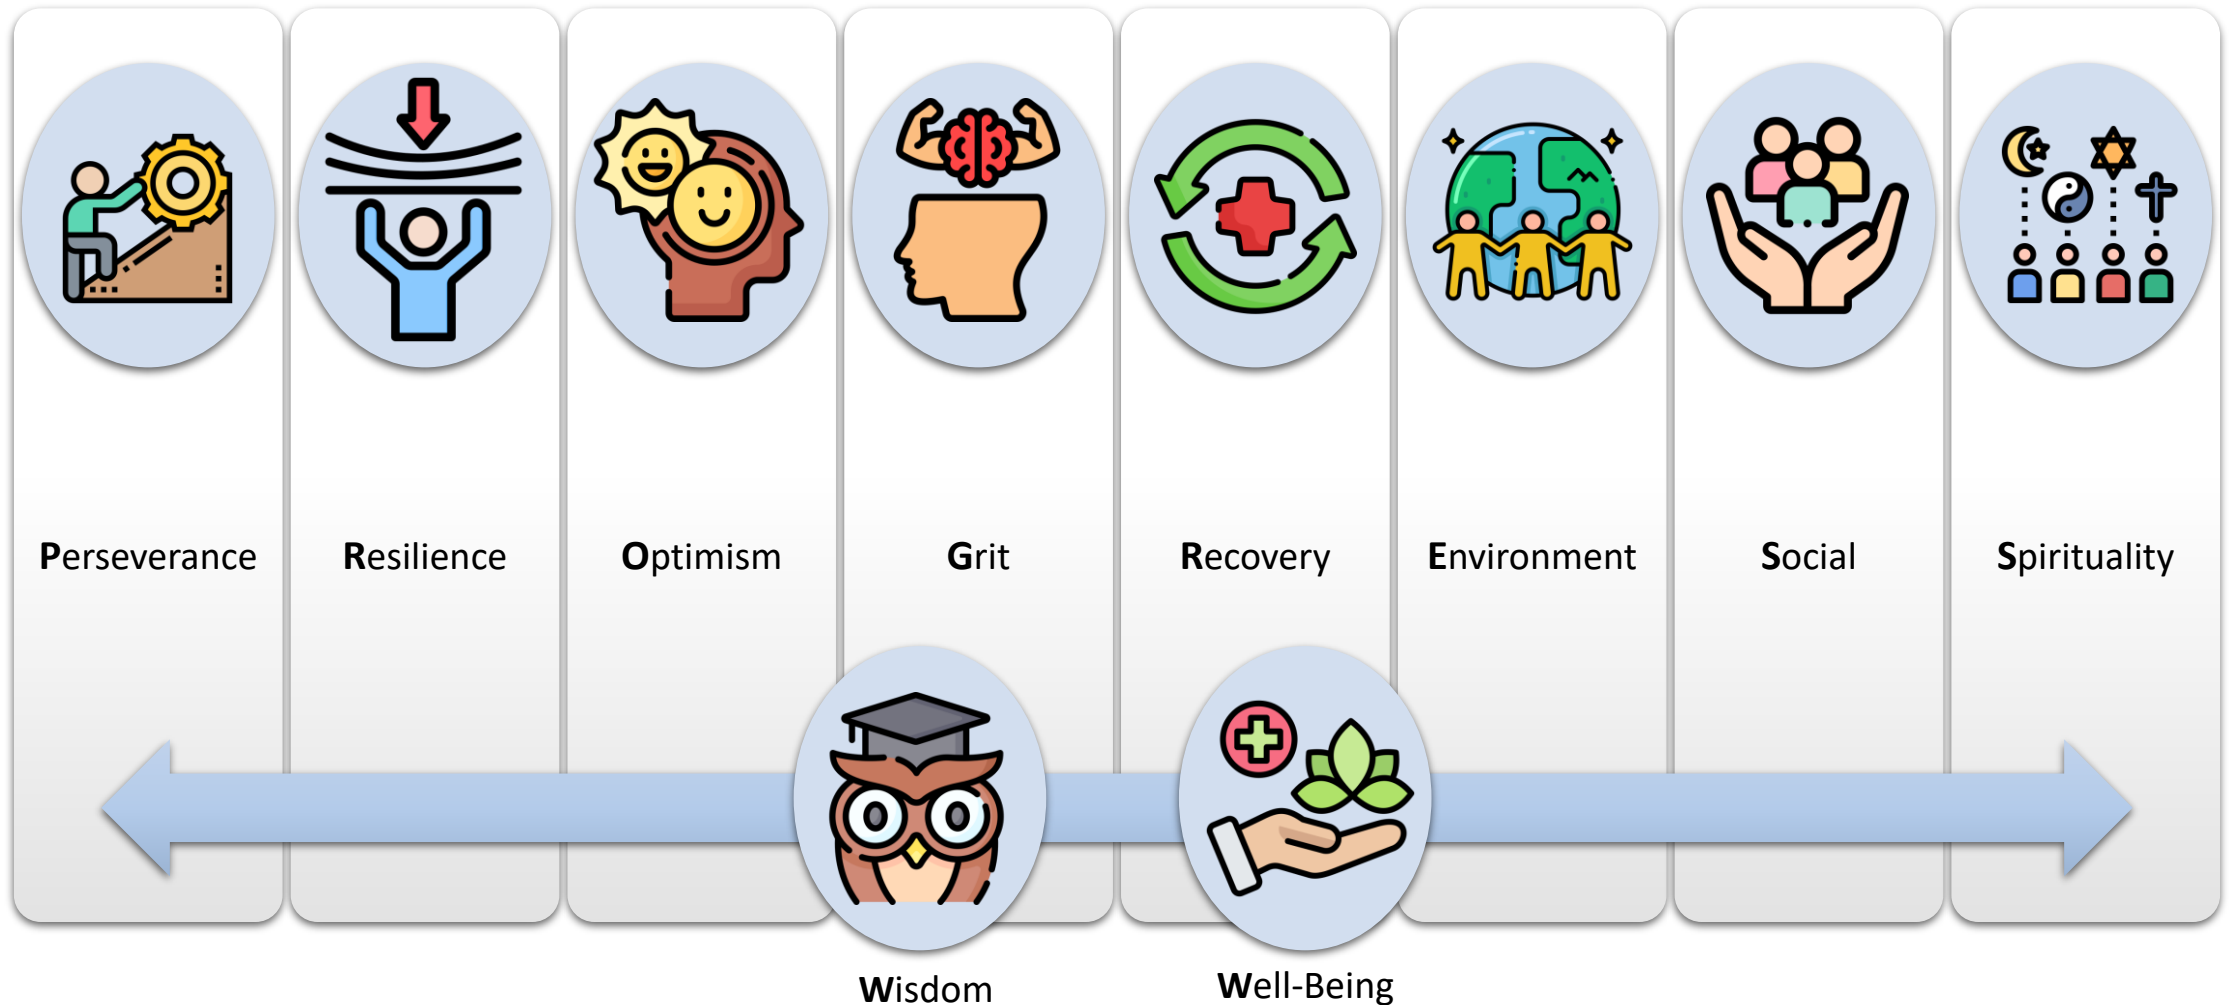 Perseverance
Resilience
Optimism
Grit
Recovery
Environment
Social
Spirituality
Wisdom
Well-Being